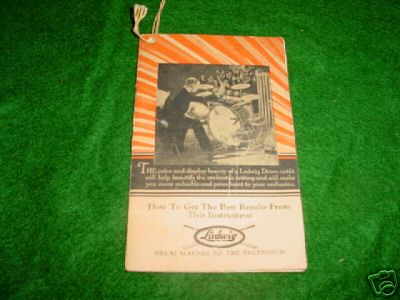 THE color and display beauty of a Ludwig Drum outfit
will help beautify the orchestra setting and will make
you more valuable and prominent to your orchestra.
How To Get The Best Results From
This Instrument
Ludwig
DRUM MAKERS TO THE PROFESSION